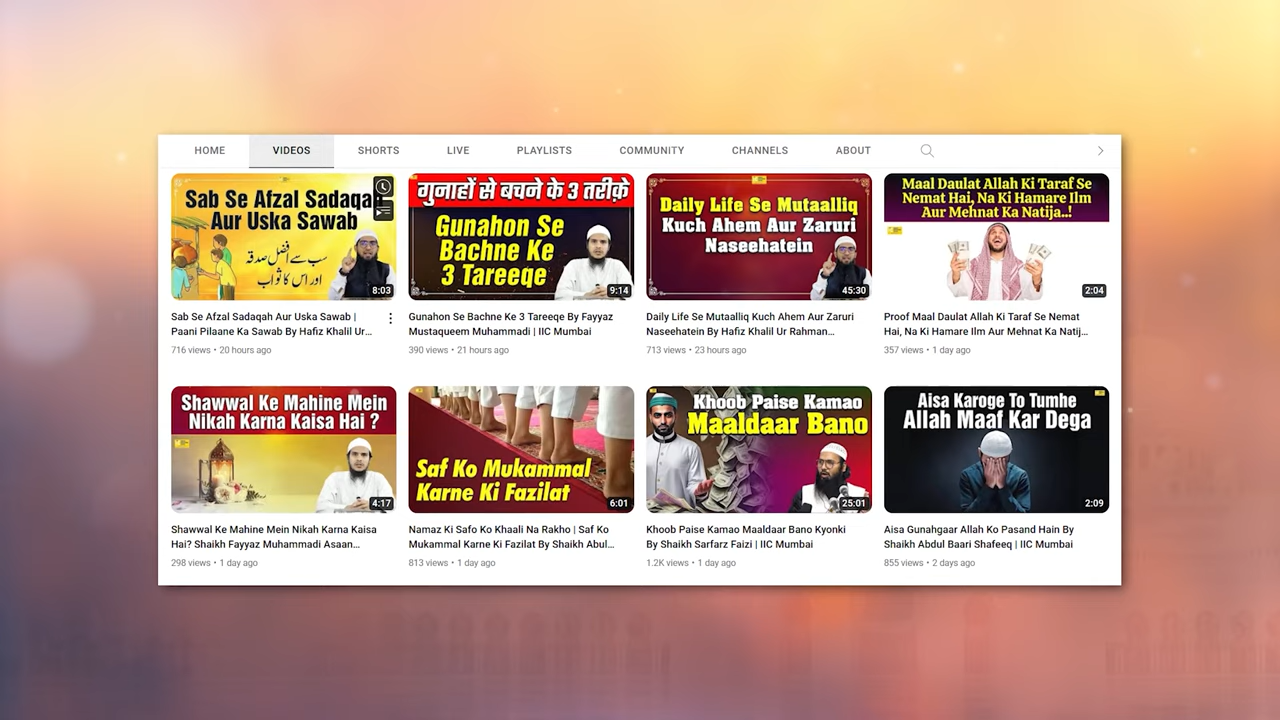 HOME
VIDEOS
SHORTS
LIVE
PLAYLISTS
COMMUNITY
CHANNELS
ABOUT
Sab Se Afzal Sadaqah
Aur Uska Sawab
سب سے افضل صدقہ
اور اس کا ثواب
8:03
Sab Se Afzal Sadaqah Aur Uska Sawab |
Paani Pilaane Ka Sawab By Hafiz Khalil Ur...
716 views • 20 hours ago
गुनाहों से बचने के 3 तरीक़े
Gunahon Se
Bachne Ke
3 Tareeqe
9:14
Gunahon Se Bachne Ke 3 Tareeqe By Fayyaz
Mustaqueem Muhammadi | IIC Mumbai
390 views • 21 hours ago
Daily Life Se Mutaalliq
Kuch Ahem Aur Zaruri
Naseehatein
45:30
Daily Life Se Mutaalliq Kuch Ahem Aur Zaruri
Naseehatein By Hafiz Khalil Ur Rahman...
713 views • 23 hours ago
Maal Daulat Allah Ki Taraf Se
Nemat Hai, Na Ki Hamare Ilm
Aur Mehnat Ka Natija..!
2:04
Proof Maal Daulat Allah Ki Taraf Se Nemat
Hai, Na Ki Hamare Ilm Aur Mehnat Ka Natij...
357 views • 1 day ago
Shawwal Ke Mahine Mein
Nikah Karna Kaisa Hai ?
4:17
Shawwal Ke Mahine Mein Nikah Karna Kaisa
Hai? Shaikh Fayyaz Muhammadi Asaan...
298 views • 1 day ago
Saf Ko Mukammal
Karne Ki Fazilat
6:01
Namaz Ki Safo Ko Khaali Na Rakho | Saf Ko
Mukammal Karne Ki Fazilat By Shaikh Abul...
813 views • 1 day ago
Khoob Paise Kamao
Maaldaar Bano
25:01
Khoob Paise Kamao Maaldaar Bano Kyonki
By Shaikh Sarfarz Faizi | IIC Mumbai
1.2K views • 1 day ago
Aisa Karoge To Tumhe
Allah Maaf Kar Dega
2:09
Aisa Gunahgaar Allah Ko Pasand Hain By
Shaikh Abdul Baari Shafeeq | IIC Mumbai
855 views • 2 days ago